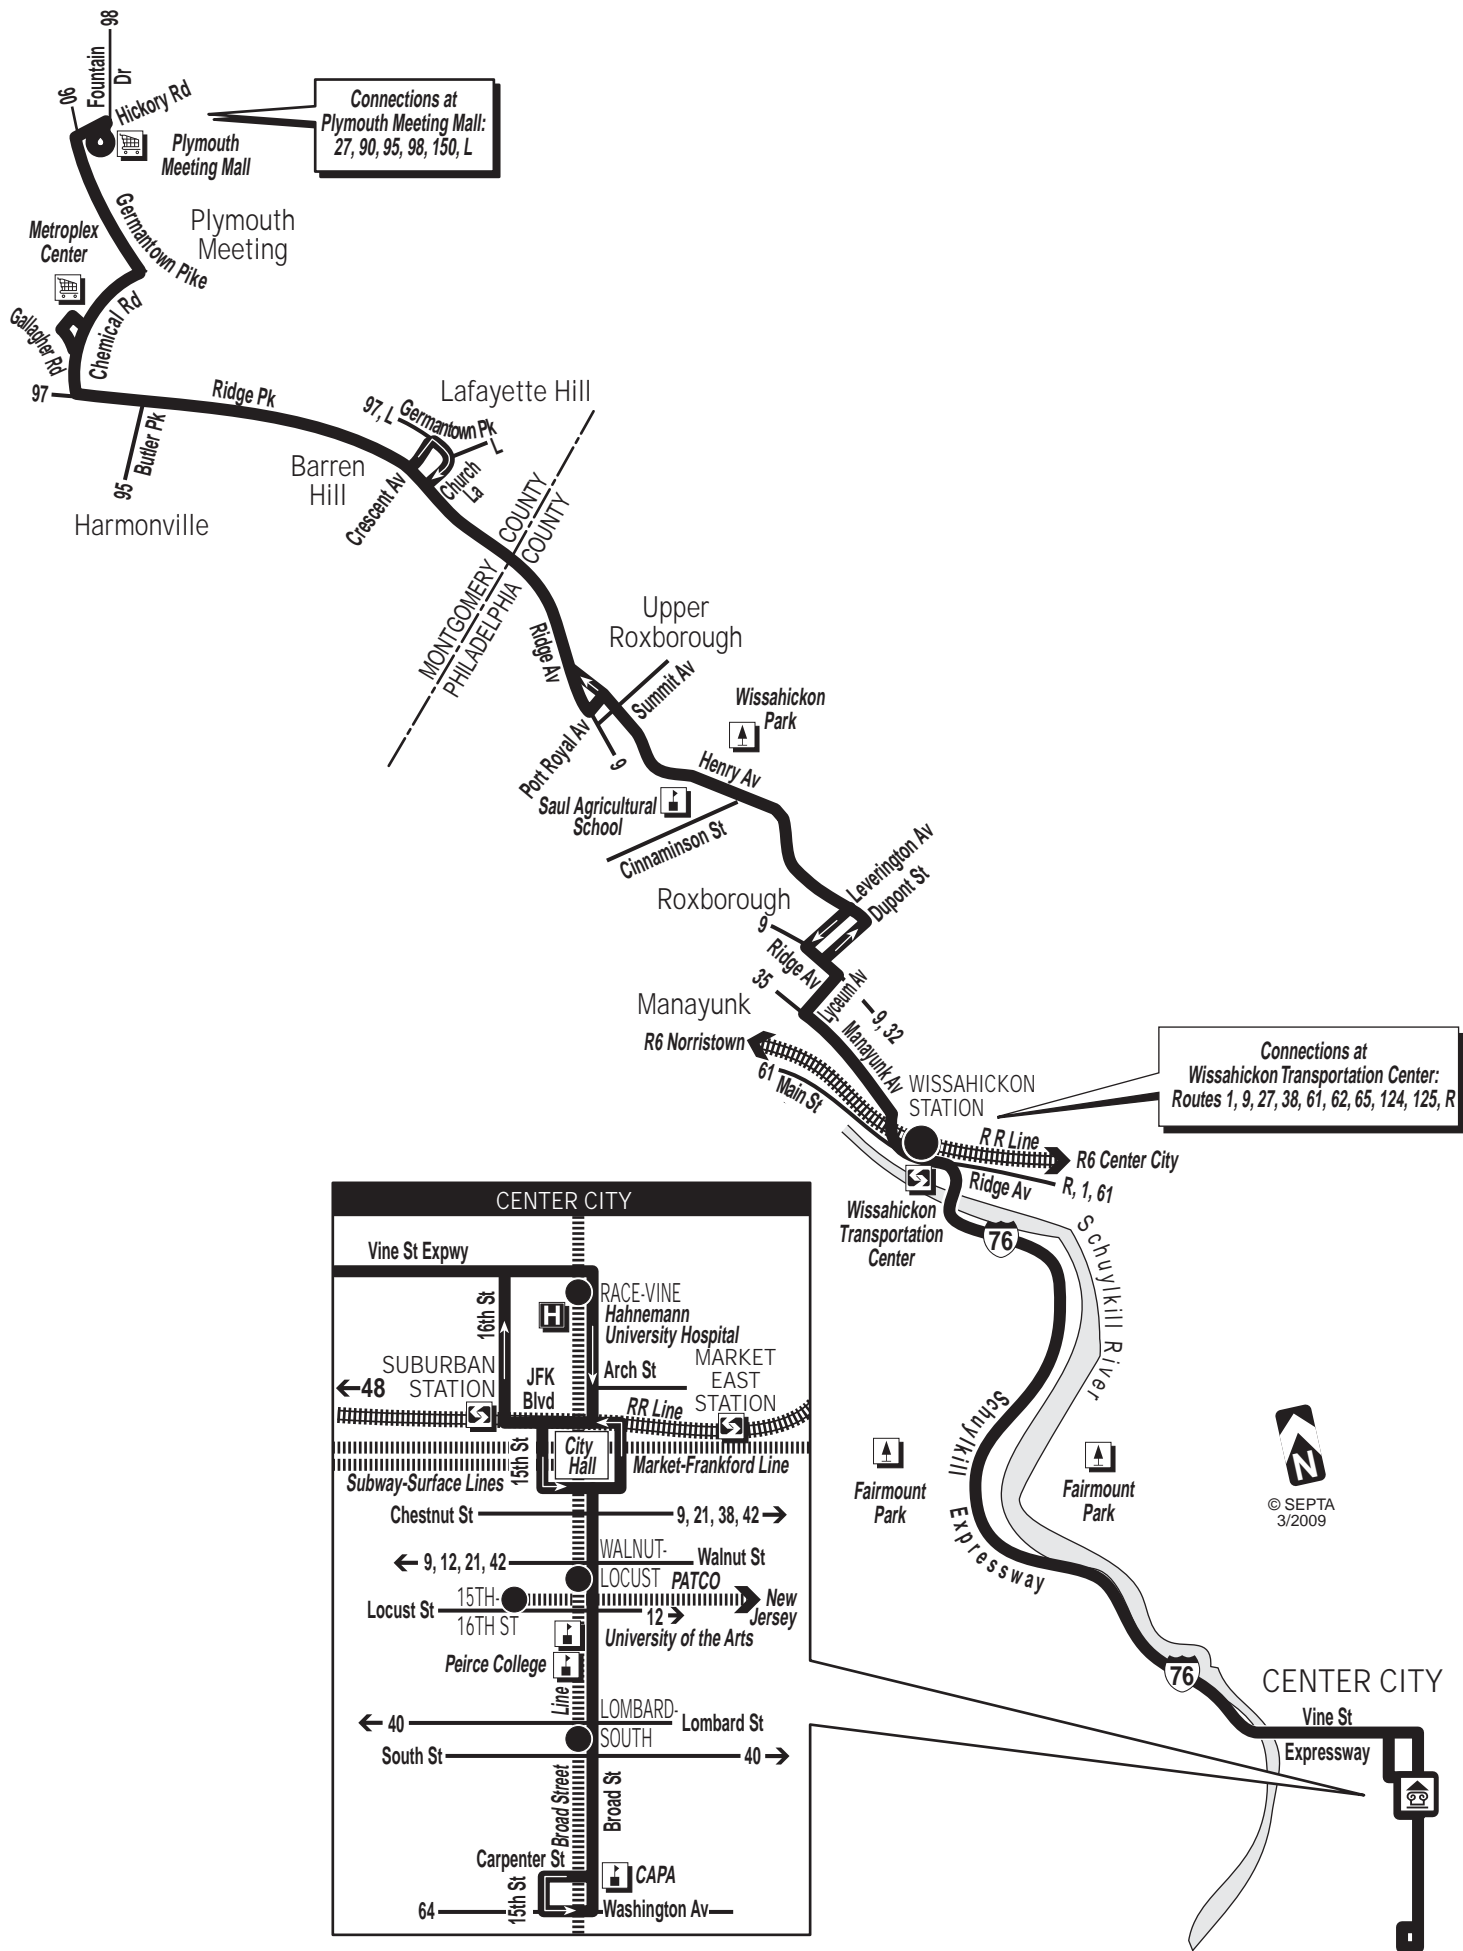 98
Fountain
Dr
90
Hickory Rd
Connections at
Plymouth Meeting Mall:
27, 90, 95, 98, 150, L
Plymouth
Meeting Mall
Germantown Pike
Plymouth
Meeting
Metroplex
Center
Gallagher Rd
Chemical Rd
97
Ridge Pk
Butler Pk
95
Harmonville
Lafayette Hill
97, L
Germantown Pk
L
Church
La
Barren
Hill
Crescent Av
MONTGOMERY COUNTY
PHILADELPHIA COUNTY
Ridge Av
Upper
Roxborough
Summit Av
Port Royal Av
9
Wissahickon
Park
Henry Av
Saul Agricultural
School
Cinnaminson St
Leverington Av
Dupont St
Roxborough
9
Ridge Av
35
Lyceum Av
9, 32
Manayunk
Manayunk Av
R6 Norristown
61
Main St
WISSAHICKON
STATION
Connections at
Wissahickon Transportation Center:
Routes 1, 9, 27, 38, 61, 62, 65, 124, 125, R
R R Line
R6 Center City
Ridge Av
R, 1, 61
Wissahickon
Transportation
Center
76
Schuylkill River
Schuylkill Expressway
Fairmount
Park
Fairmount
Park
N
© SEPTA
3/2009
76
CENTER CITY
Vine St
Expressway
CENTER CITY
Vine St Expwy
16th St
H
RACE-VINE
Hahnemann
University Hospital
SUBURBAN
STATION
48
JFK
Blvd
Arch St
MARKET
EAST
STATION
RR Line
15th St
City
Hall
Market-Frankford Line
Subway-Surface Lines
Chestnut St
9, 21, 38, 42
9, 12, 21, 42
WALNUT-
LOCUST
Walnut St
PATCO
New
Jersey
15TH-
16TH ST
Locust St
12
University of the Arts
Peirce College
Broad Street Line
LOMBARD-
SOUTH
40
Lombard St
South St
40
Broad St
Carpenter St
15th St
CAPA
64
Washington Av